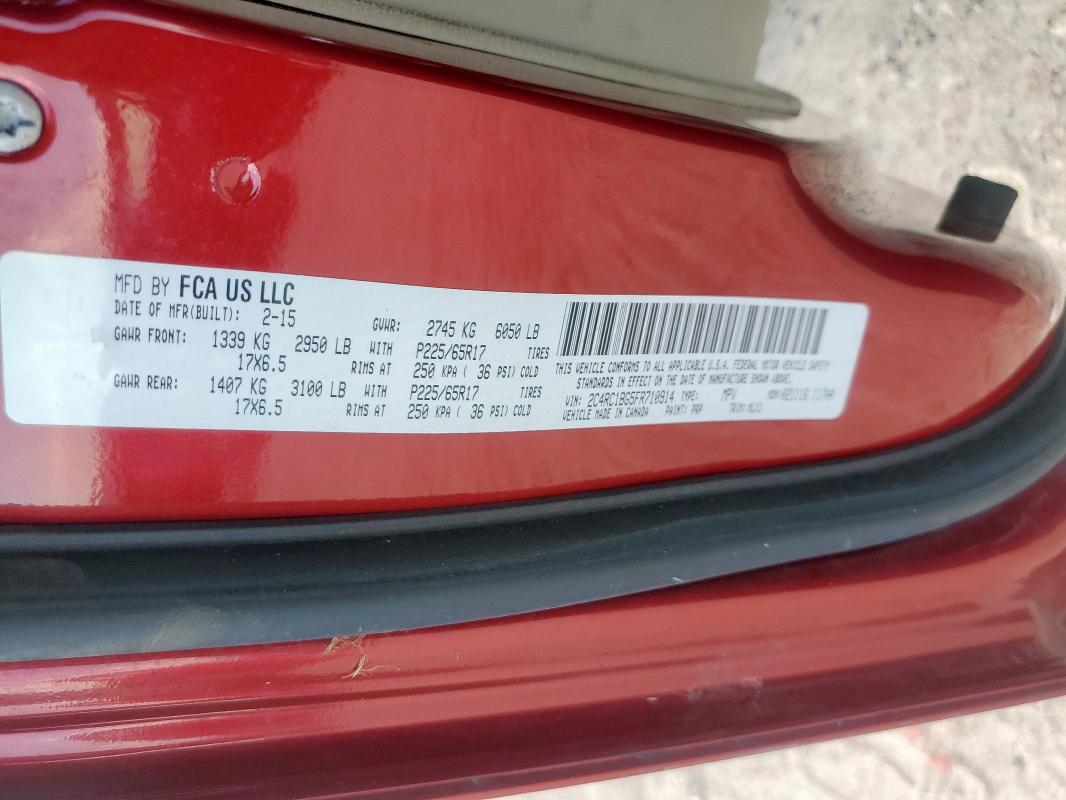 MFD BY FCA US LLC
DATE OF MFR(BUILT): 2-15 GVWR: 2745 KG 6050 LB
GAWR FRONT: 1339 KG 2950 LB WITH P225/65R17 TIRES
17X6.5 RIMS AT 250 KPA ( 36 PSI) COLD
GAWR REAR: 1407 KG 3100 LB WITH P225/65R17 TIRES
17X6.5 RIMS AT 250 KPA ( 36 PSI) COLD
THIS VEHICLE CONFORMS TO ALL APPLICABLE U.S.A. FEDERAL MOTOR VEHICLE SAFETY
STANDARDS IN EFFECT ON THE DATE OF MANUFACTURE SHOWN ABOVE.
VIN: 2C4RC1BG5FR710914 TYPE: MPV MDH:
VEHICLE MADE IN CANADA PAINT: PRP TRIM: